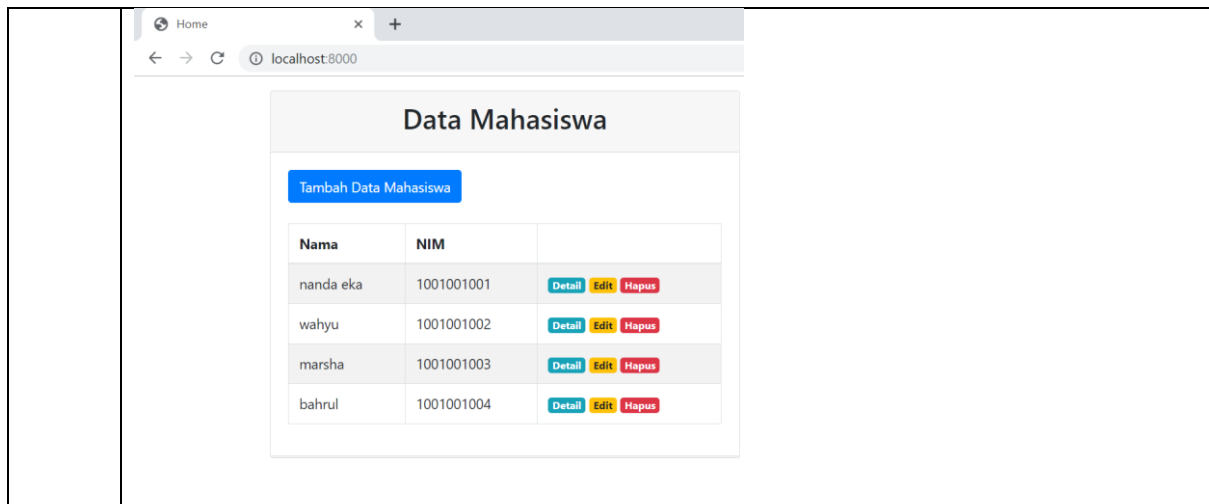 Home
localhost:8000
Data Mahasiswa
Tambah Data Mahasiswa
Nama NIM
nanda eka 1001001001 Detail Edit Hapus
wahyu 1001001002 Detail Edit Hapus
marsha 1001001003 Detail Edit Hapus
bahrul 1001001004 Detail Edit Hapus